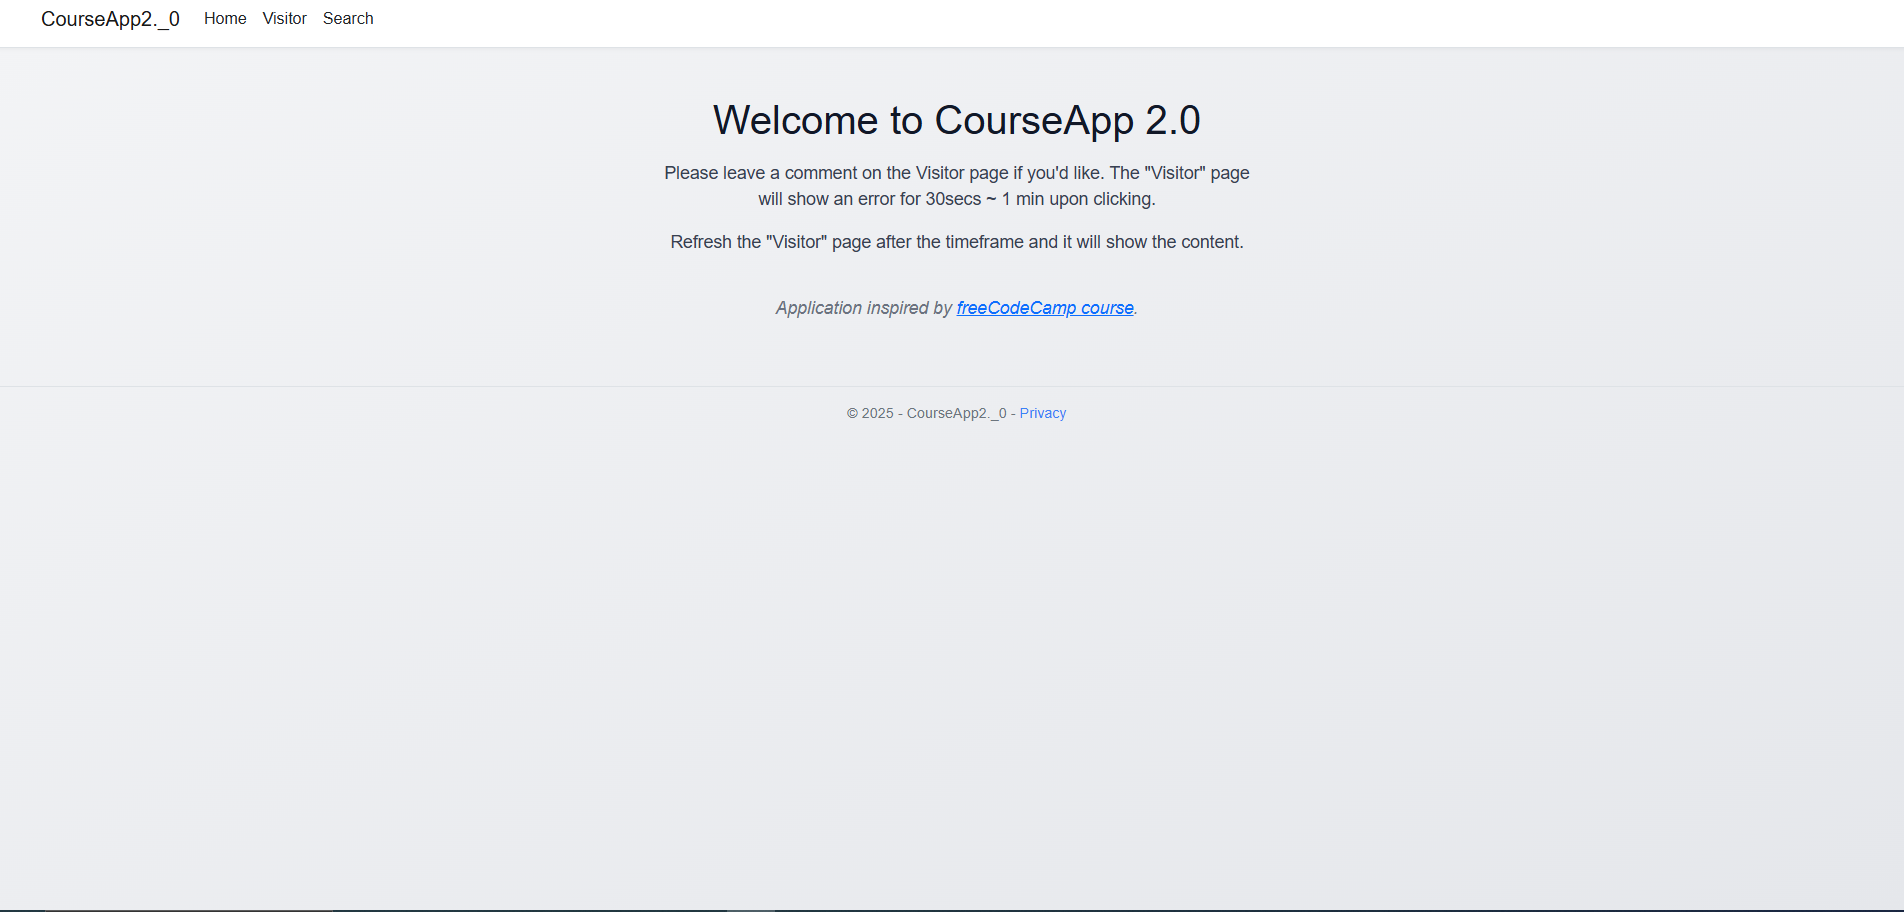 CourseApp2._0 Home Visitor Search
Welcome to CourseApp 2.0
Please leave a comment on the Visitor page if you'd like. The "Visitor" page
will show an error for 30secs ~ 1 min upon clicking.
Refresh the "Visitor" page after the timeframe and it will show the content.
Application inspired by freeCodeCamp course.
© 2025 - CourseApp2._0 - Privacy